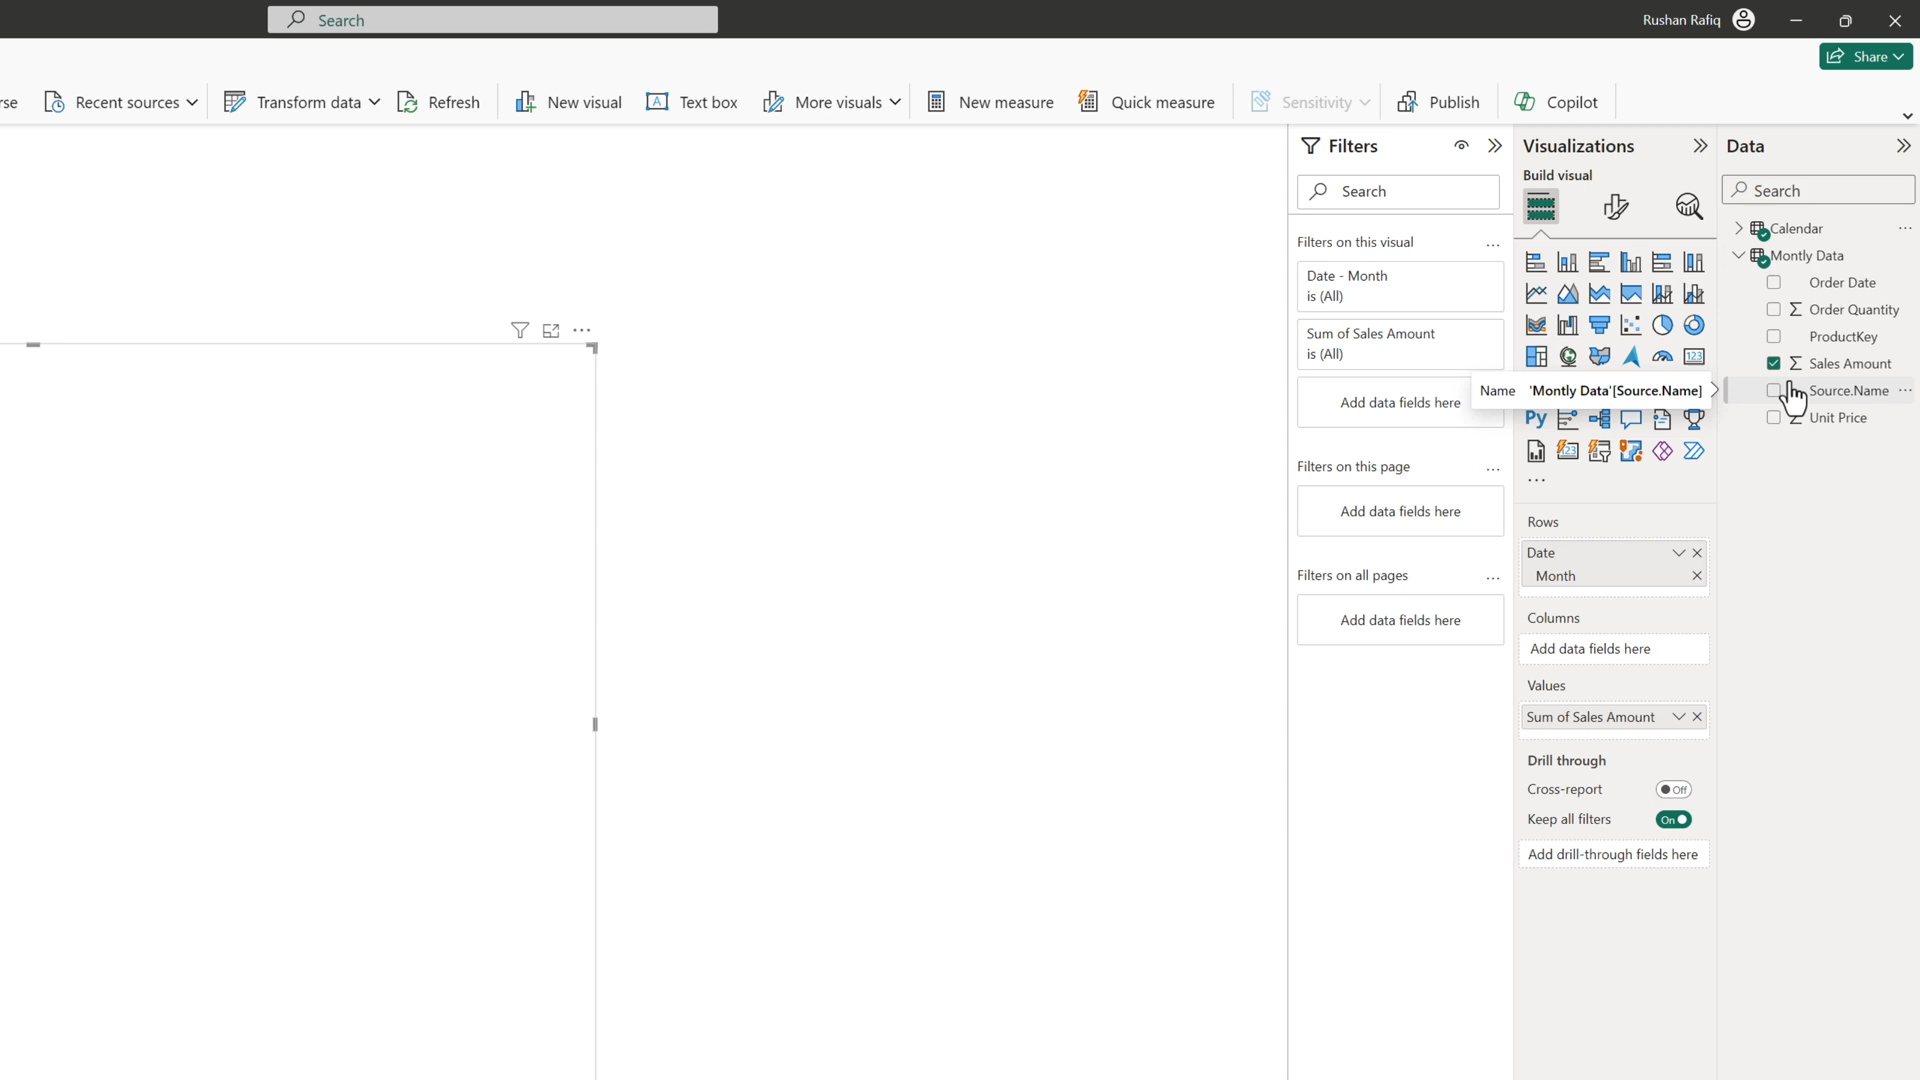 Search
Rushan Rafiq
Share
rse
Recent sources
Transform data
Refresh
New visual
A
Text box
More visuals
New measure
Quick measure
Sensitivity
Publish
Copilot
Filters
Search
Filters on this visual
Date - Month
is (All)
Sum of Sales Amount
is (All)
Add data fields here
Filters on this page
Add data fields here
Filters on all pages
Add data fields here
Visualizations
Build visual
123
Name 'Montly Data'[Source.Name]
Py
123
Rows
Date
Month
Columns
Add data fields here
Values
Sum of Sales Amount
Drill through
Cross-report
Off
Keep all filters
On
Add drill-through fields here
Data
Search
Calendar
Montly Data
Order Date
Σ Order Quantity
ProductKey
Σ Sales Amount
Source.Name
Σ Unit Price